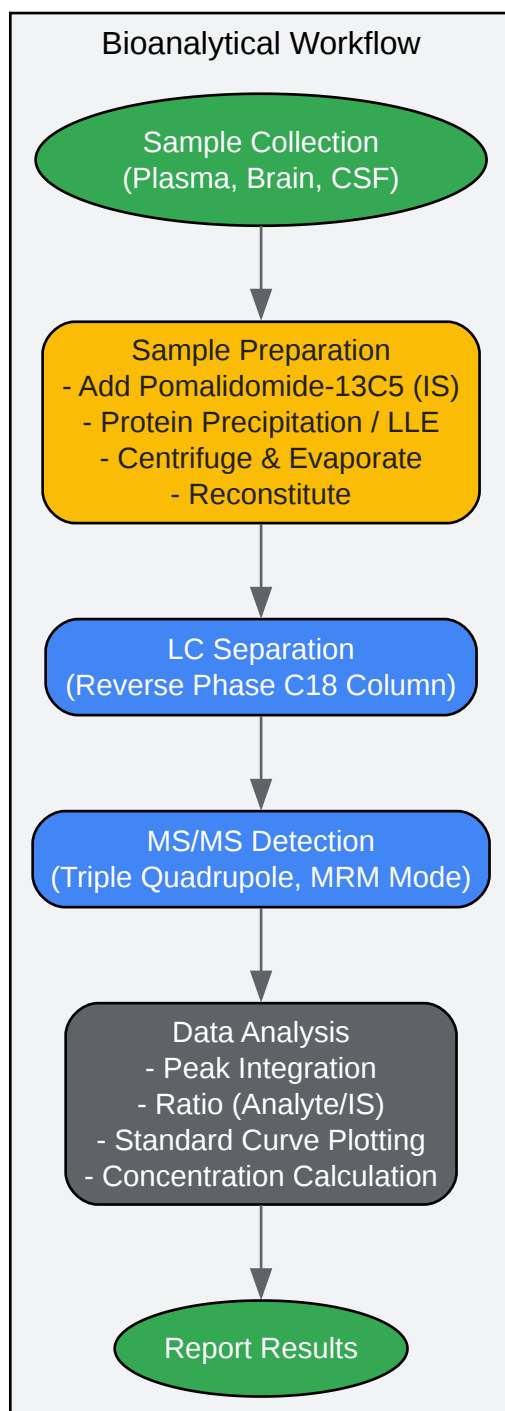 Bioanalytical Workflow
Sample Collection
(Plasma, Brain, CSF)
Sample Preparation
- Add Pomalidomide-13C5 (IS)
- Protein Precipitation / LLE
- Centrifuge & Evaporate
- Reconstitute
LC Separation
(Reverse Phase C18 Column)
MS/MS Detection
(Triple Quadrupole, MRM Mode)
Data Analysis
- Peak Integration
- Ratio (Analyte/IS)
- Standard Curve Plotting
- Concentration Calculation
Report Results